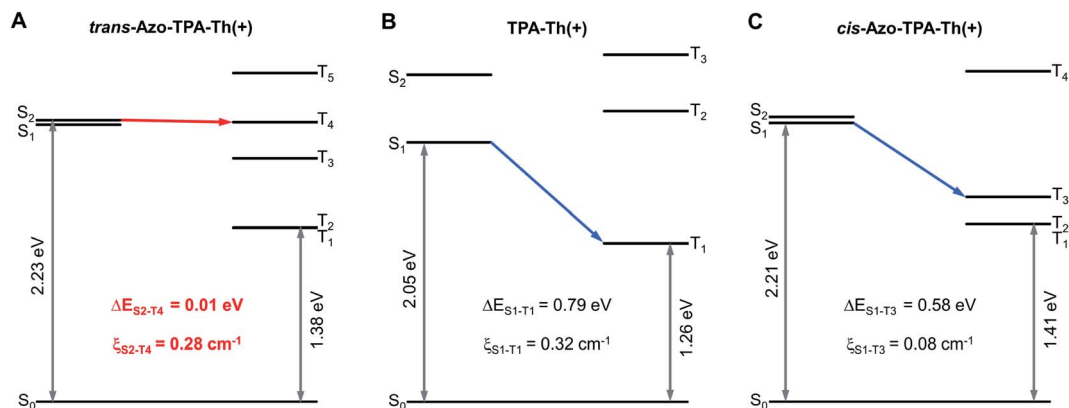 A
trans-Azo-TPA-Th(+)
T5
S2
S1
T4
T3
T2
T1
2.23 eV
1.38 eV
ΔES2-T4 = 0.01 eV
ξS2-T4 = 0.28 cm-1
S0
B
TPA-Th(+)
T3
S2
T2
S1
T1
2.05 eV
1.26 eV
ΔES1-T1 = 0.79 eV
ξS1-T1 = 0.32 cm-1
S0
C
cis-Azo-TPA-Th(+)
T4
S2
S1
T3
T2
T1
2.21 eV
1.41 eV
ΔES1-T3 = 0.58 eV
ξS1-T3 = 0.08 cm-1
S0